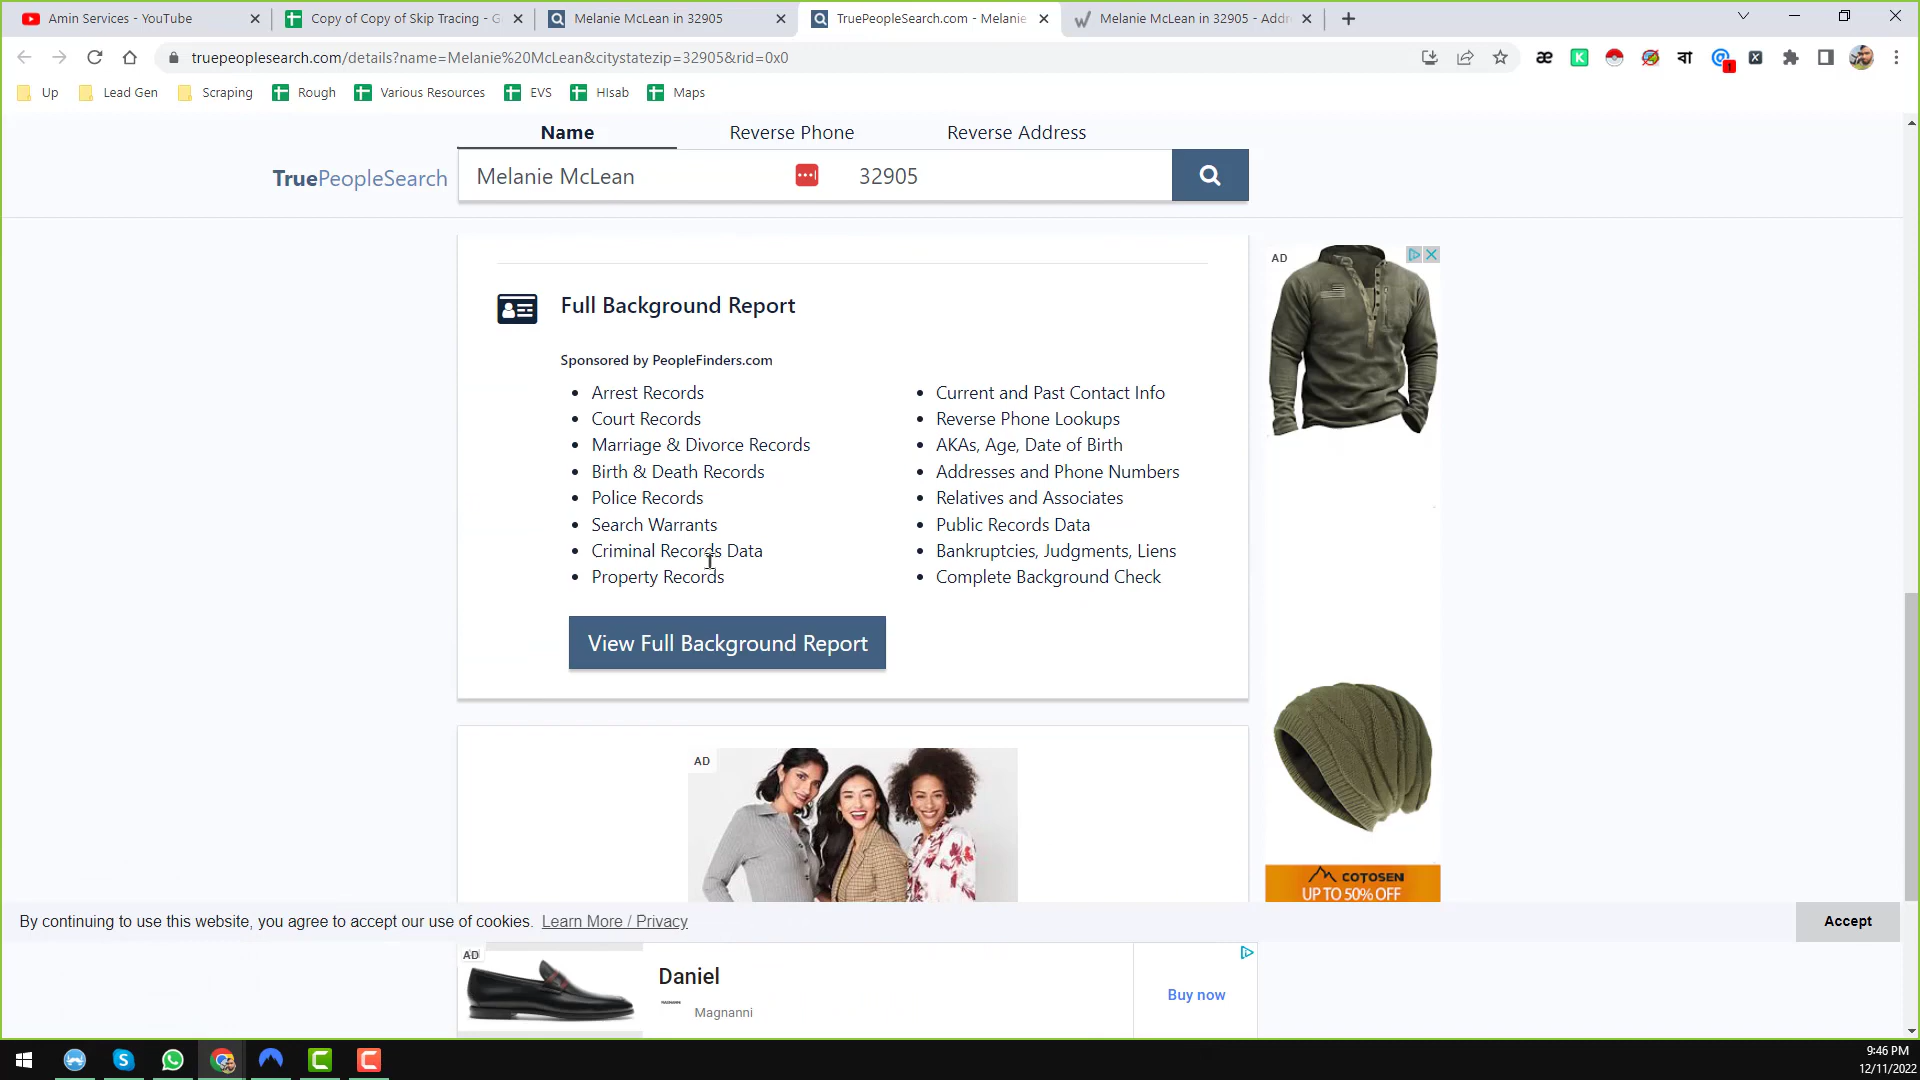 Amin Services - YouTube
Copy of Copy of Skip Tracing - G
Melanie McLean in 32905
TruePeopleSearch.com - Melanie
Melanie McLean in 32905 - Addr
truepeoplesearch.com/details?name=Melanie%20McLean&citystatezip=32905&rid=0x0
æ
K
বা
1
X
Up
Lead Gen
Scraping
Rough
Various Resources
EVS
HIsab
Maps
Name
Reverse Phone
Reverse Address
TruePeopleSearch
Melanie McLean
32905
AD
Full Background Report
Sponsored by PeopleFinders.com
Arrest Records
Court Records
Marriage & Divorce Records
Birth & Death Records
Police Records
Search Warrants
Criminal Records Data
Property Records
Current and Past Contact Info
Reverse Phone Lookups
AKAs, Age, Date of Birth
Addresses and Phone Numbers
Relatives and Associates
Public Records Data
Bankruptcies, Judgments, Liens
Complete Background Check
View Full Background Report
AD
COTOSEN
UP TO 50% OFF
By continuing to use this website, you agree to accept our use of cookies. Learn More / Privacy
Accept
AD
Daniel
MAGNANNI
Magnanni
Buy now
9:46 PM
12/11/2022